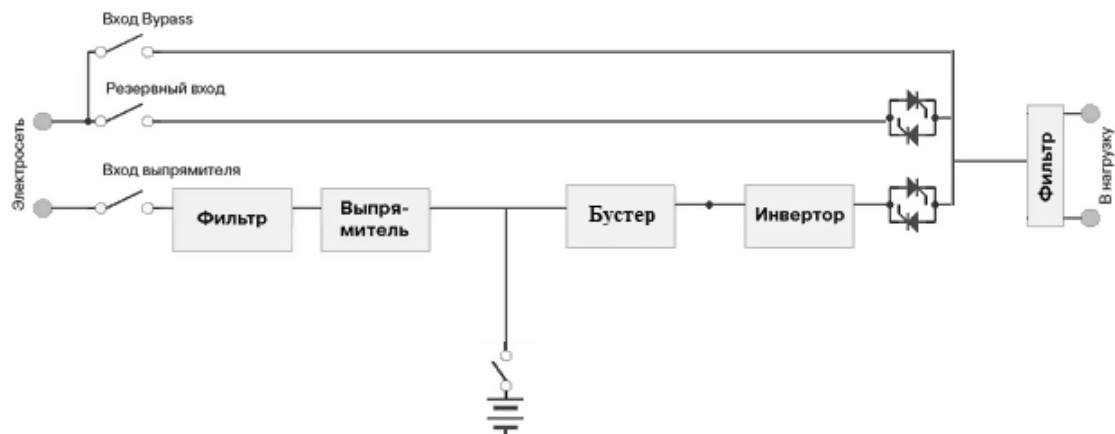 Вход Bypass
Резервный вход
Электросеть
Вход выпрямителя
Фильтр
Выпря-
митель
Бустер
Инвертор
Фильтр
В нагрузку